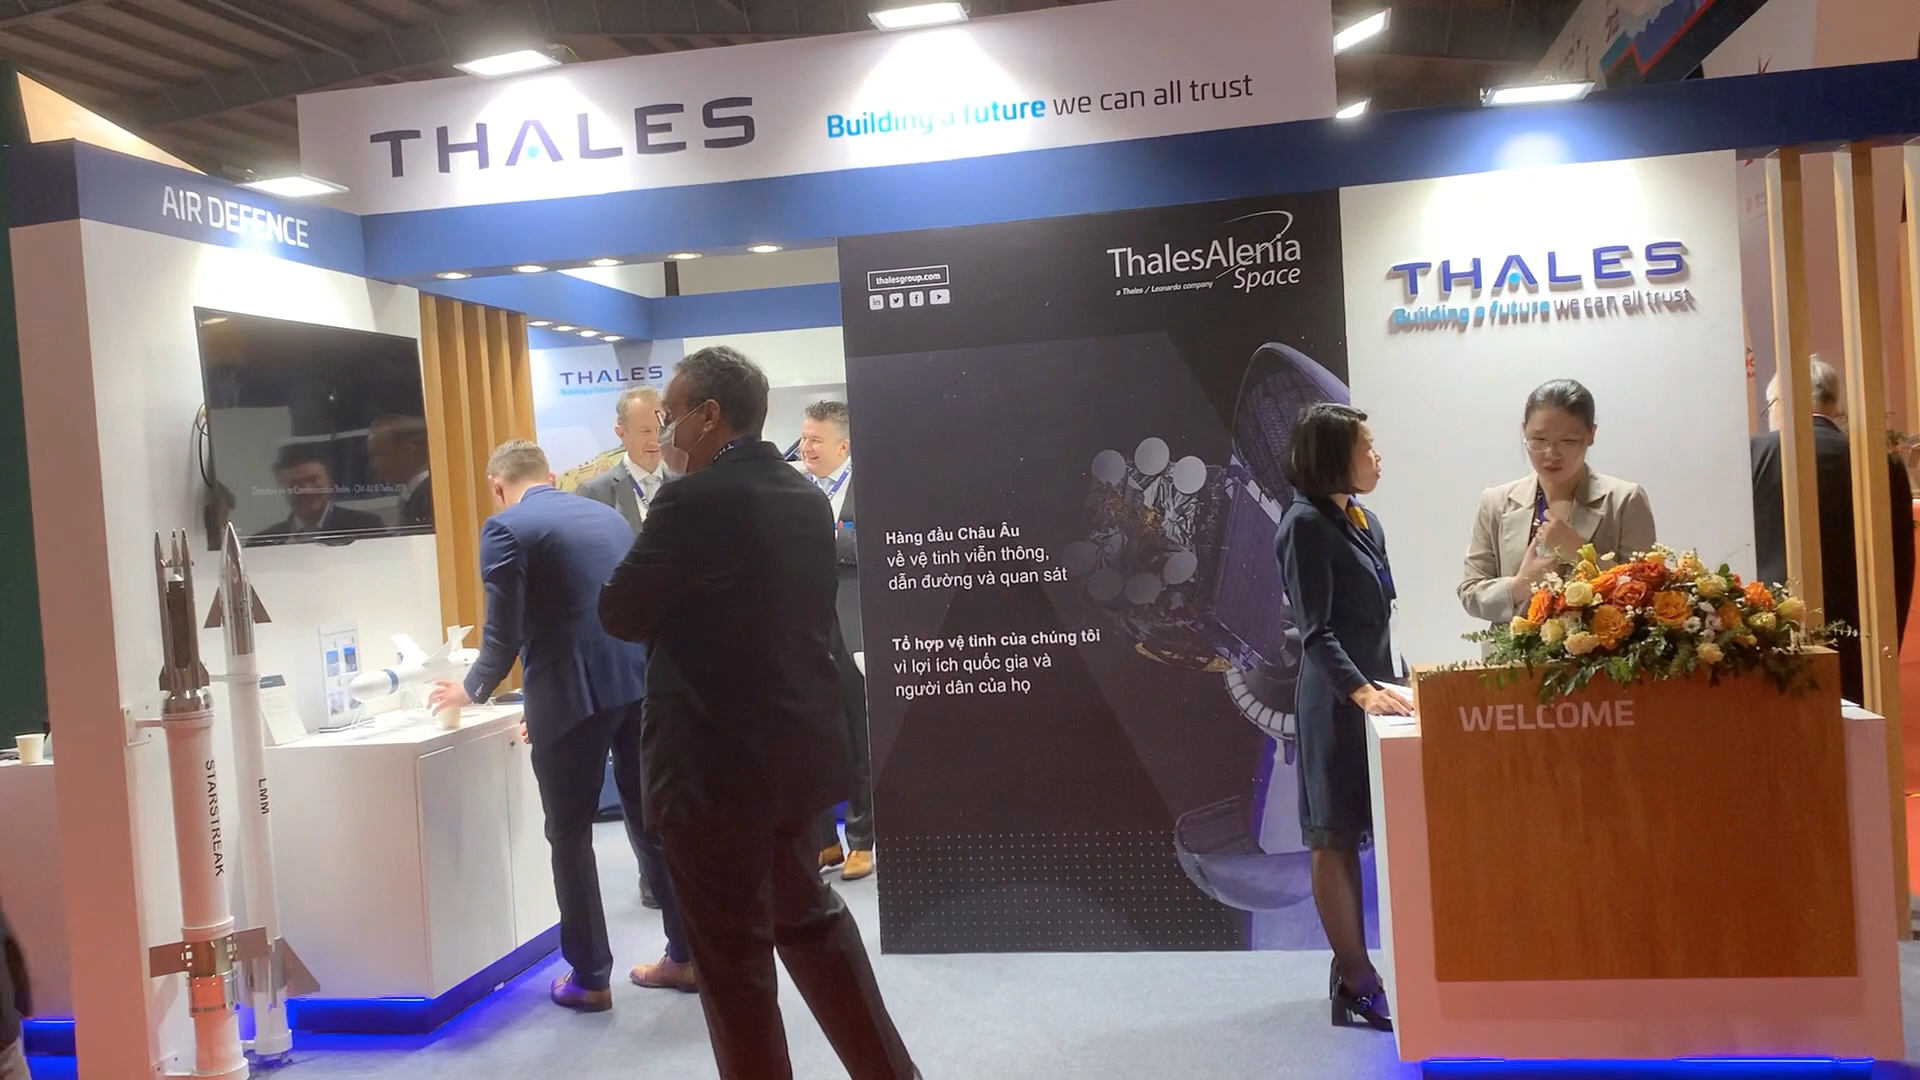 THALES
Building a future we can all trust
AIR DEFENCE
thalesgroup.com
ThalesAlenia
Space
a Thales / Leonardo company
THALES
Building a future we can all trust
THALES
Hàng đầu Châu Âu
về vệ tinh viễn thông,
dẫn đường và quan sát
Tổ hợp vệ tinh của chúng tôi
vì lợi ích quốc gia và
người dân của họ
WELCOME
STARSTREAK
LMM